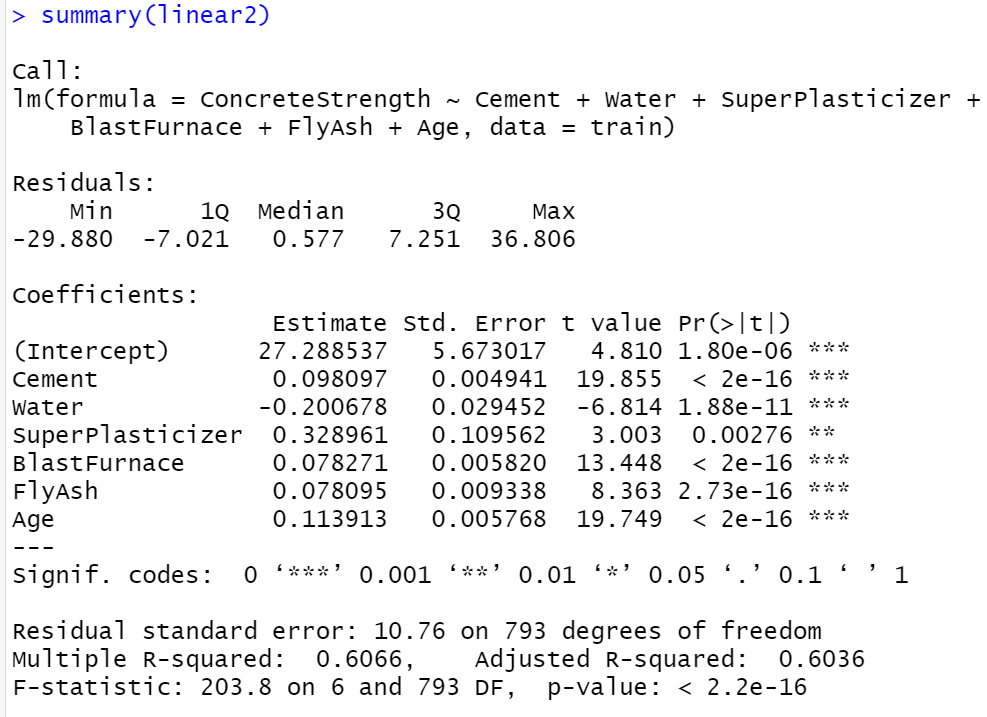 > summary(linear2)

Call:
lm(formula = ConcreteStrength ~ Cement + Water + SuperPlasticizer +
    BlastFurnace + FlyAsh + Age, data = train)

Residuals:
    Min      1Q  Median      3Q     Max
-29.880  -7.021   0.577   7.251  36.806

Coefficients:
                  Estimate Std. Error t value Pr(>|t|)
(Intercept)      27.288537   5.673017   4.810 1.80e-06 ***
Cement            0.098097   0.004941  19.855  < 2e-16 ***
Water            -0.200678   0.029452  -6.814 1.88e-11 ***
SuperPlasticizer  0.328961   0.109562   3.003  0.00276 **
BlastFurnace      0.078271   0.005820  13.448  < 2e-16 ***
FlyAsh            0.078095   0.009338   8.363 2.73e-16 ***
Age               0.113913   0.005768  19.749  < 2e-16 ***
---
Signif. codes:  0 ‘***’ 0.001 ‘**’ 0.01 ‘*’ 0.05 ‘.’ 0.1 ‘ ’ 1

Residual standard error: 10.76 on 793 degrees of freedom
Multiple R-squared:  0.6066,    Adjusted R-squared:  0.6036
F-statistic: 203.8 on 6 and 793 DF,  p-value: < 2.2e-16